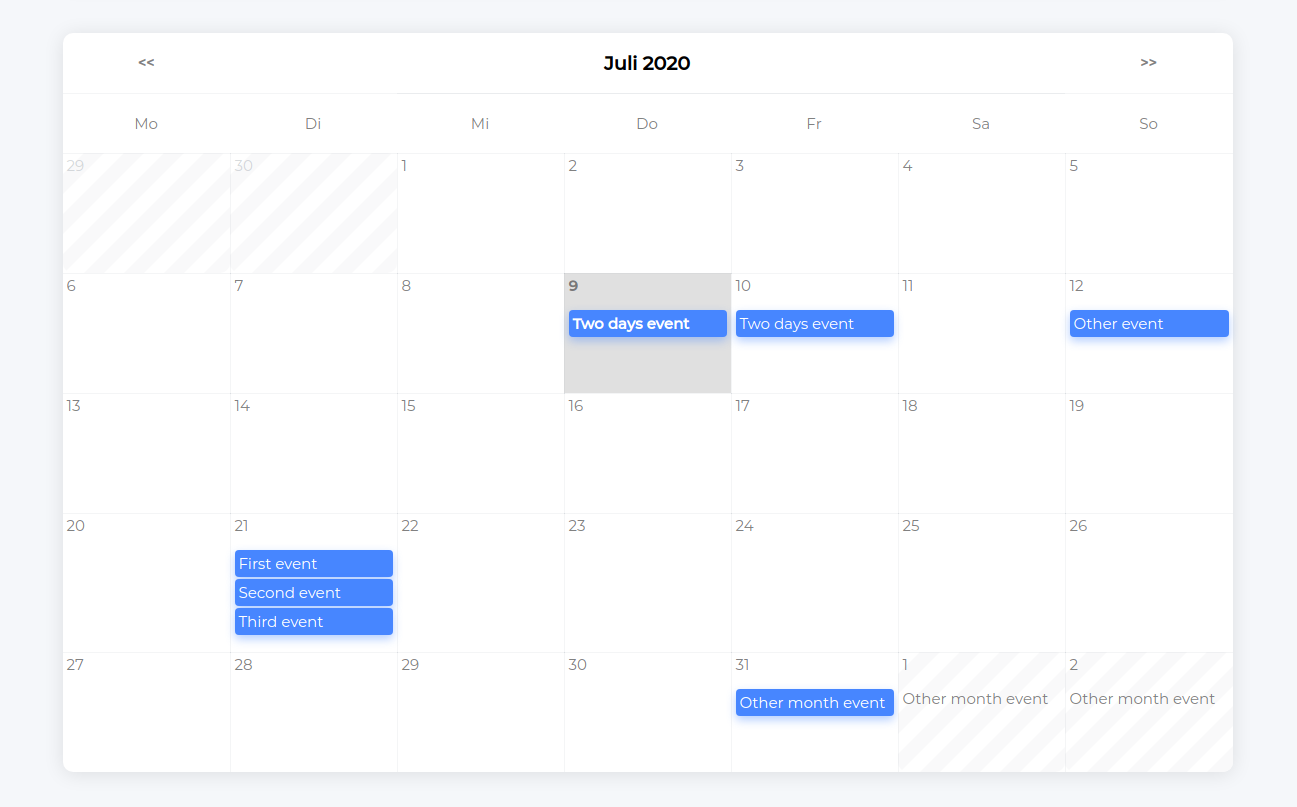 << Juli 2020 >>
Mo Di Mi Do Fr Sa So
29 30 1 2 3 4 5
6 7 8 9 10 11 12
Two days event Two days event Other event
13 14 15 16 17 18 19
20 21 22 23 24 25 26
First event
Second event
Third event
27 28 29 30 31 1 2
Other month event Other month event Other month event